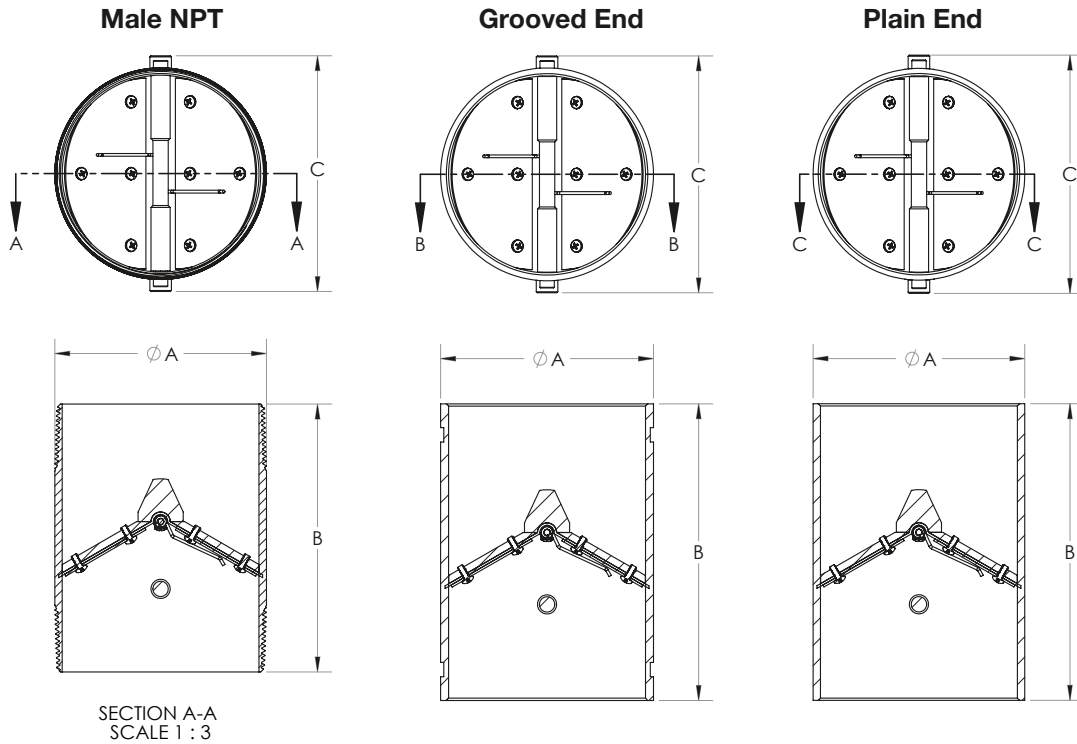 Male NPT
Grooved End
Plain End
C
A
A
C
B
B
C
C
C
∅ A
∅ A
∅ A
B
B
B
SECTION A-A
SCALE 1 : 3